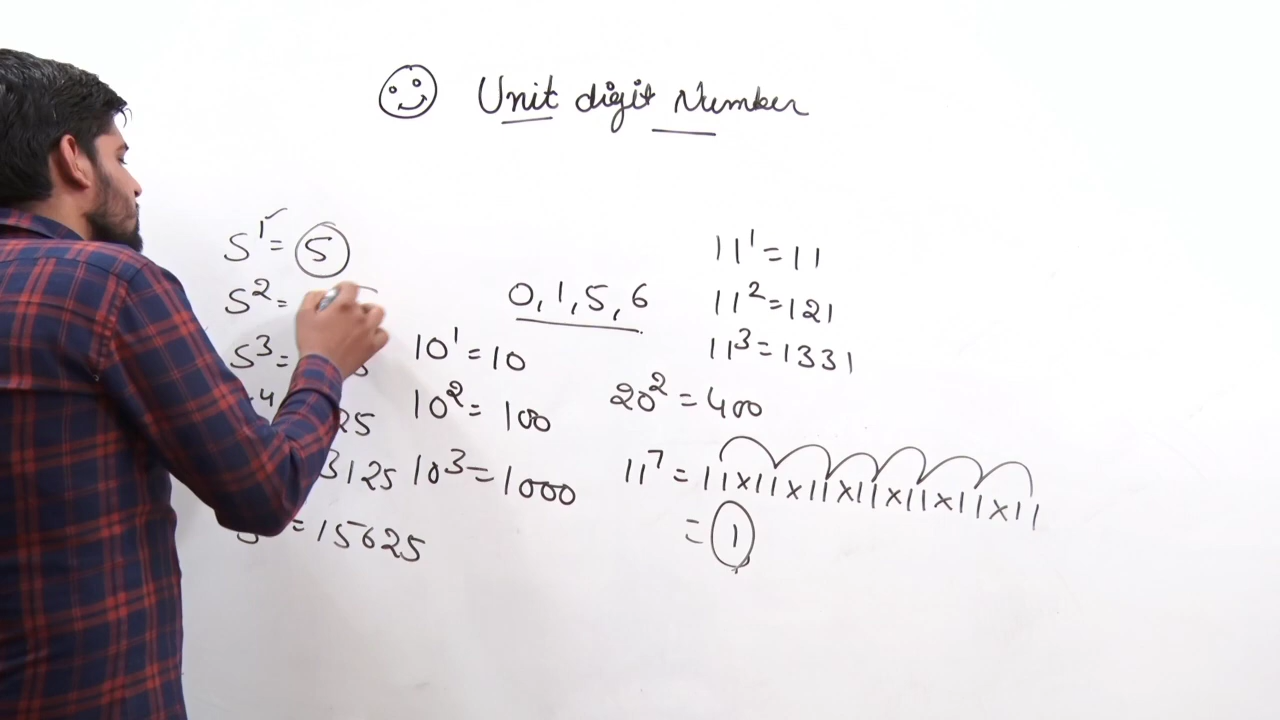 Unit digit Number
5¹ = 5
5² =
5³ =
4 25
3125
= 15625
0, 1, 5, 6
10¹ = 10
10² = 100
10³ = 1000
11¹ = 11
11² = 121
11³ = 1331
20² = 400
11⁷ = 11×11×11×11×11×11×11
= 1